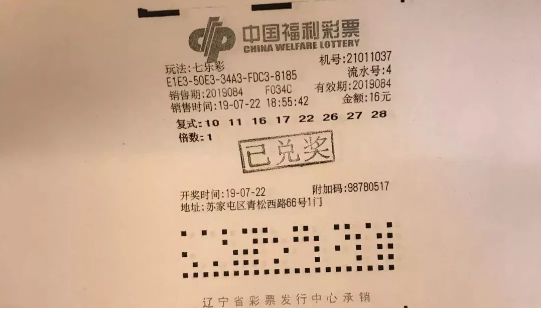 中国福利彩票
CHINA WELFARE LOTTERY
玩法:七乐彩 机号:21011037
E1E3-50E3-34A3-FDC3-8185 流水号:4
销售期:2019084 F034C 有效期:2019084
销售时间:19-07-22 18:55:42 金额:16元
复式:10 11 16 17 22 26 27 28
倍数:1
已兑奖
开奖时间:19-07-22 附加码:98780517
地址:苏家屯区青松西路66号1门
辽宁省彩票发行中心承销